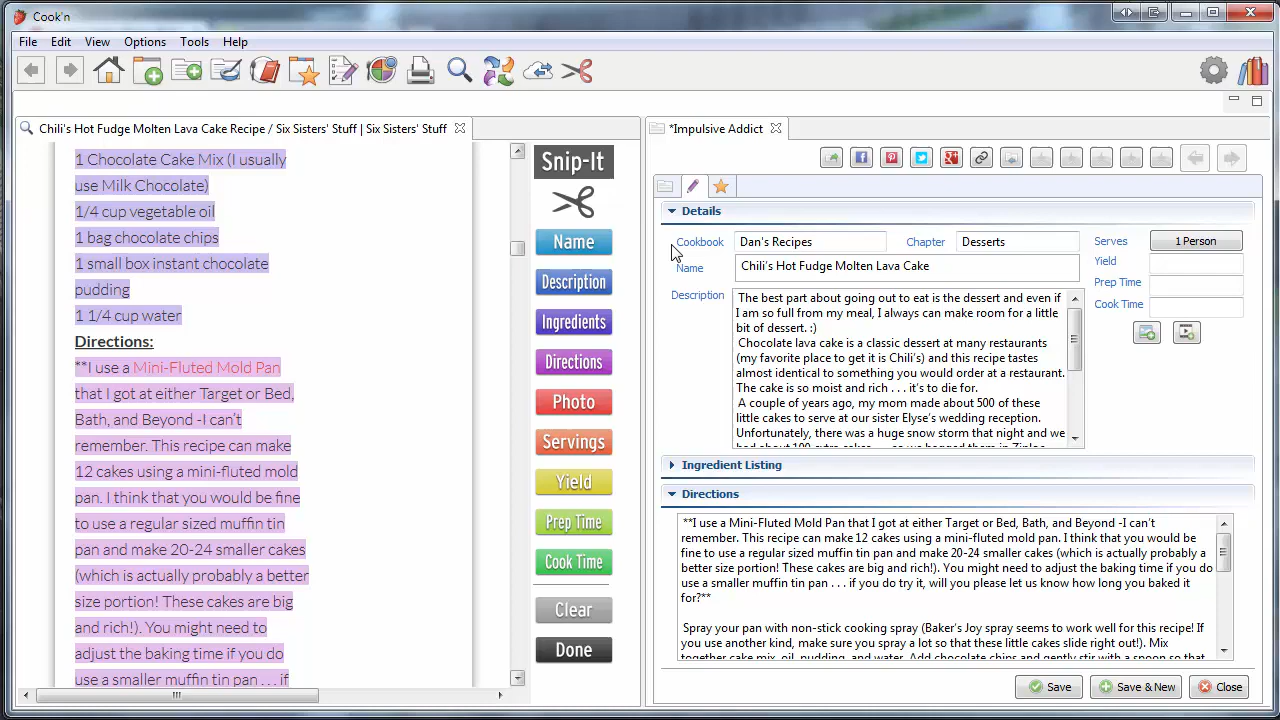 Cook'n
File Edit View Options Tools Help
Chili's Hot Fudge Molten Lava Cake Recipe / Six Sisters' Stuff | Six Sisters' Stuff
1 Chocolate Cake Mix (I usually
use Milk Chocolate)
1/4 cup vegetable oil
1 bag chocolate chips
1 small box instant chocolate
pudding
1 1/4 cup water
Directions:
**I use a Mini-Fluted Mold Pan
that I got at either Target or Bed,
Bath, and Beyond -I can't
remember. This recipe can make
12 cakes using a mini-fluted mold
pan. I think that you would be fine
to use a regular sized muffin tin
pan and make 20-24 smaller cakes
(which is actually probably a better
size portion! These cakes are big
and rich!). You might need to
adjust the baking time if you do
use a smaller muffin tin pan . . . if
Snip-It
Name
Description
Ingredients
Directions
Photo
Servings
Yield
Prep Time
Cook Time
Clear
Done
*Impulsive Addict
Details
Cookbook Dan's Recipes Chapter Desserts Serves 1 Person
Name Chili's Hot Fudge Molten Lava Cake Yield
Prep Time
Cook Time
Description The best part about going out to eat is the dessert and even if
I am so full from my meal, I always can make room for a little
bit of dessert. :)
Chocolate lava cake is a classic dessert at many restaurants
(my favorite place to get it is Chili's) and this recipe tastes
almost identical to something you would order at a restaurant.
The cake is so moist and rich . . . it's to die for.
A couple of years ago, my mom made about 500 of these
little cakes to serve at our sister Elyse's wedding reception.
Unfortunately, there was a huge snow storm that night and we
Ingredient Listing
Directions
**I use a Mini-Fluted Mold Pan that I got at either Target or Bed, Bath, and Beyond -I can't
remember. This recipe can make 12 cakes using a mini-fluted mold pan. I think that you would be
fine to use a regular sized muffin tin pan and make 20-24 smaller cakes (which is actually probably a
better size portion! These cakes are big and rich!). You might need to adjust the baking time if you do
use a smaller muffin tin pan . . . if you do try it, will you please let us know how long you baked it
for?**
Spray your pan with non-stick cooking spray (Baker's Joy spray seems to work well for this recipe! If
you use another kind, make sure you spray a lot so that these little cakes slide right out!). Mix
together cake mix, oil, pudding, and water. Add chocolate chips and gently stir with a spoon so that
Save Save & New Close